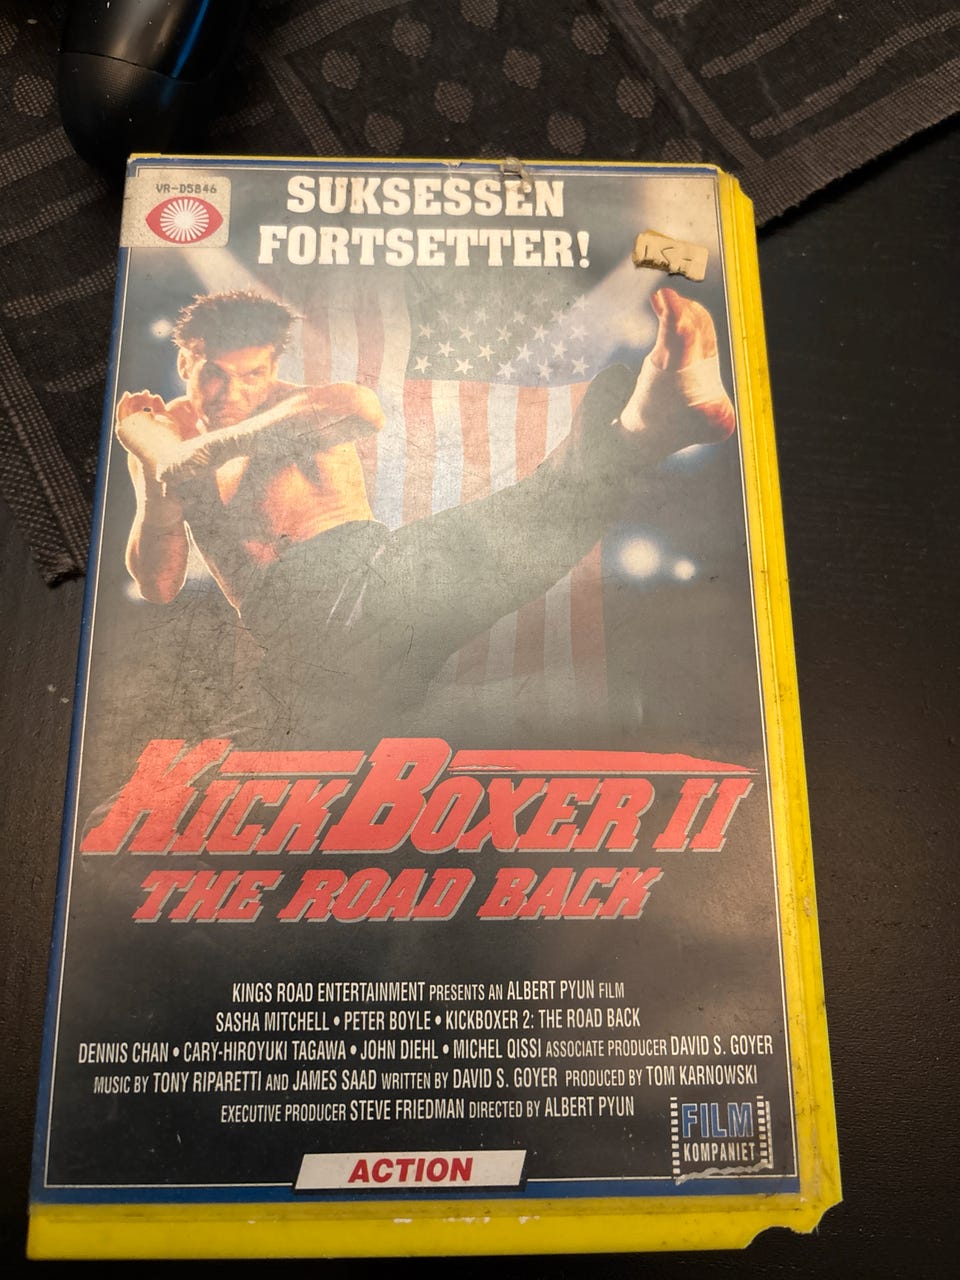 VR-D5846
SUKSESSEN
FORTSETTER!
KICKBOXER II
THE ROAD BACK
KINGS ROAD ENTERTAINMENT PRESENTS AN ALBERT PYUN FILM
SASHA MITCHELL • PETER BOYLE • KICKBOXER 2: THE ROAD BACK
DENNIS CHAN • CARY-HIROYUKI TAGAWA • JOHN DIEHL • MICHEL QISSI ASSOCIATE PRODUCER DAVID S. GOYER
MUSIC BY TONY RIPARETTI AND JAMES SAAD WRITTEN BY DAVID S. GOYER PRODUCED BY TOM KARNOWSKI
EXECUTIVE PRODUCER STEVE FRIEDMAN DIRECTED BY ALBERT PYUN
FILM
KOMPANIET
ACTION